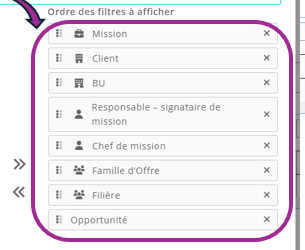 Ordre des filtres à afficher
Mission
Client
BU
Responsable – signataire de
mission
Chef de mission
Famille d'Offre
Filière
Opportunité